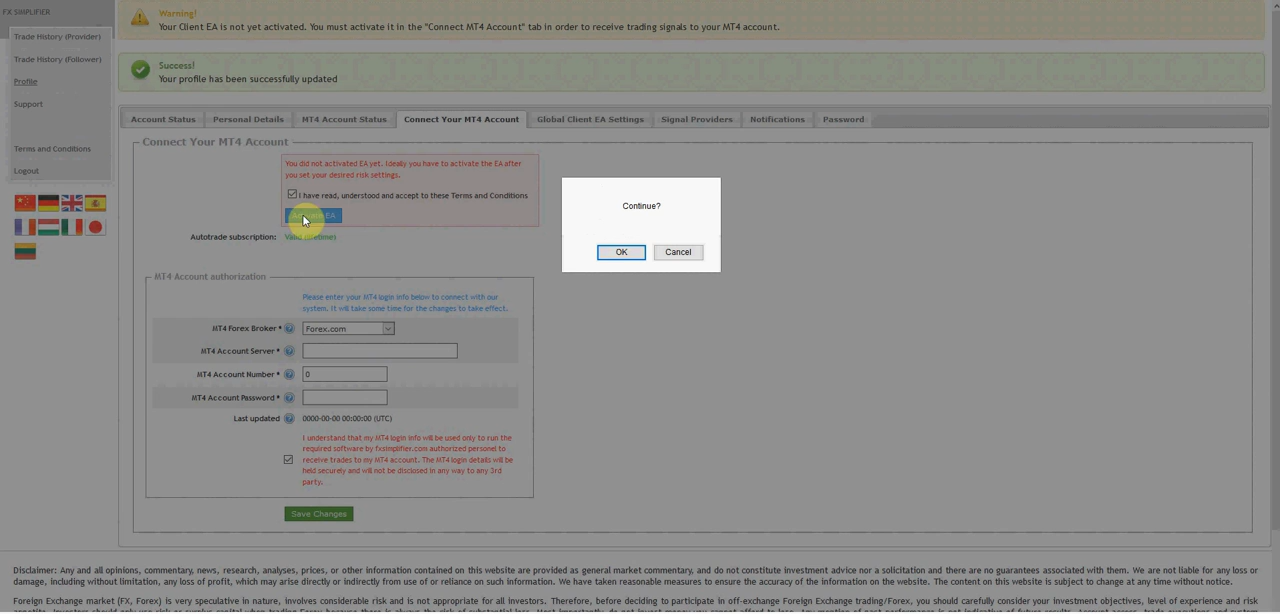 FX SIMPLIFIER
Trade History (Provider)
Trade History (Follower)
Profile
Support
Terms and Conditions
Logout
Warning!
Your Client EA is not yet activated. You must activate it in the "Connect MT4 Account" tab in order to receive trading signals to your MT4 account.
Success!
Your profile has been successfully updated
Account Status
Personal Details
MT4 Account Status
Connect Your MT4 Account
Global Client EA Settings
Signal Providers
Notifications
Password
Connect Your MT4 Account
You did not activated EA yet. Ideally you have to activate the EA after
you set your desired risk settings.
I have read, understood and accept to these Terms and Conditions
Activate EA
Autotrade subscription: Valid (lifetime)
Continue?
OK
Cancel
MT4 Account authorization
Please enter your MT4 login info below to connect with our
system. It will take some time for the changes to take effect.
MT4 Forex Broker * Forex.com
MT4 Account Server *
MT4 Account Number * 0
MT4 Account Password *
Last updated 0000-00-00 00:00:00 (UTC)
I understand that my MT4 login info will be used only to run the
required software by fxsimplifier.com authorized personel to
receive trades to my MT4 account. The MT4 login details will be
held securely and will not be disclosed in any way to any 3rd
party.
Save Changes
Disclaimer: Any and all opinions, commentary, news, research, analyses, prices, or other information contained on this website are provided as general market commentary, and do not constitute investment advice nor a solicitation and there are no guarantees associated with them. We are not liable for any loss or
damage, including without limitation, any loss of profit, which may arise directly or indirectly from use of or reliance on such information. We have taken reasonable measures to ensure the accuracy of the information on the website. The content on this website is subject to change at any time without notice.
Foreign Exchange market (FX, Forex) is very speculative in nature, involves considerable risk and is not appropriate for all investors. Therefore, before deciding to participate in off-exchange Foreign Exchange trading/Forex, you should carefully consider your investment objectives, level of experience and risk